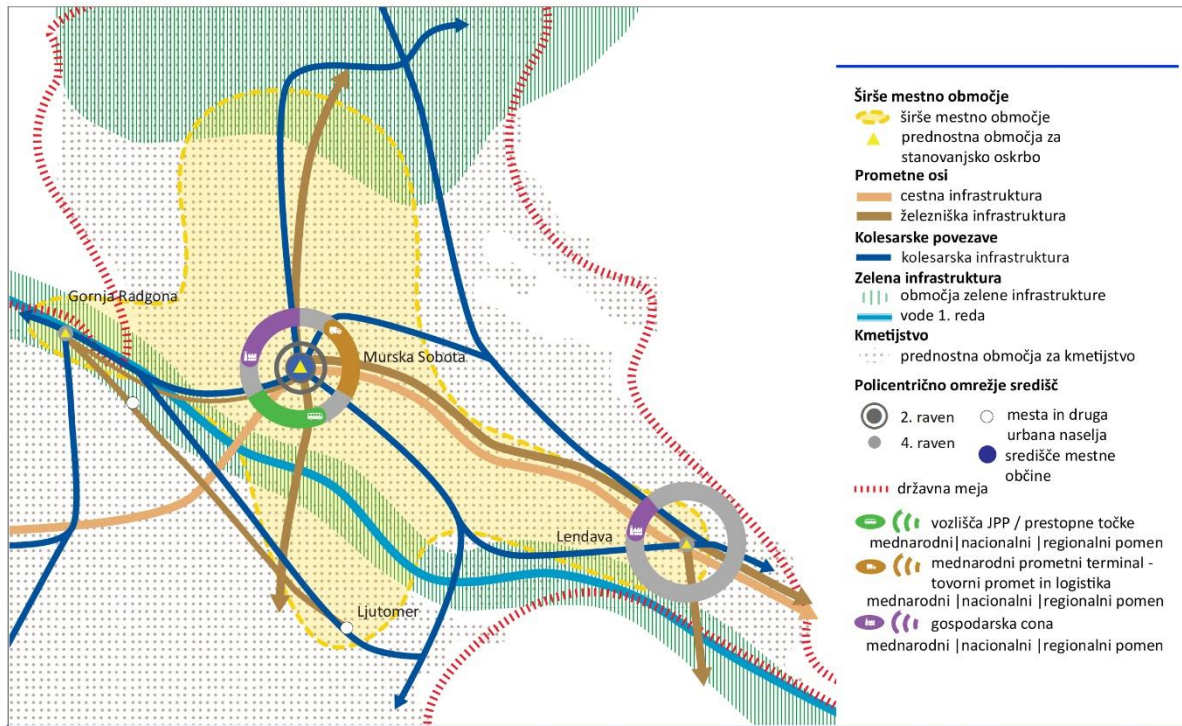 Gornja Radgona
Murska Sobota
Lendava
Ljutomer
Širše mestno območje
širše mestno območje
prednostna območja za
stanovanjsko oskrbo
Prometne osi
cestna infrastruktura
železniška infrastruktura
Kolesarske povezave
kolesarska infrastruktura
Zelena infrastruktura
območja zelene infrastrukture
vode 1. reda
Kmetijstvo
prednostna območja za kmetijstvo
Policentrično omrežje središč
2. raven
4. raven
mesta in druga
urbana naselja
središče mestne
občine
državna meja
vozlišča JPP / prestopne točke
mednarodni|nacionalni |regionalni pomen
mednarodni prometni terminal -
tovorni promet in logistika
mednarodni |nacionalni |regionalni pomen
gospodarska cona
mednarodni |nacionalni |regionalni pomen